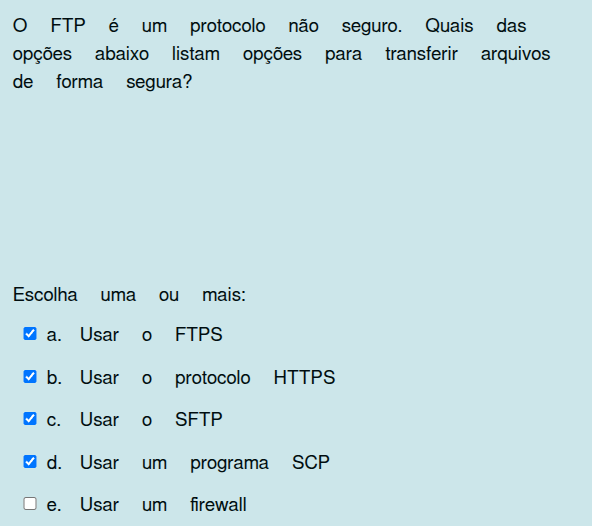 O FTP é um protocolo não seguro. Quais das
opções abaixo listam opções para transferir arquivos
de forma segura?
Escolha uma ou mais:
a. Usar o FTPS
b. Usar o protocolo HTTPS
c. Usar o SFTP
d. Usar um programa SCP
e. Usar um firewall